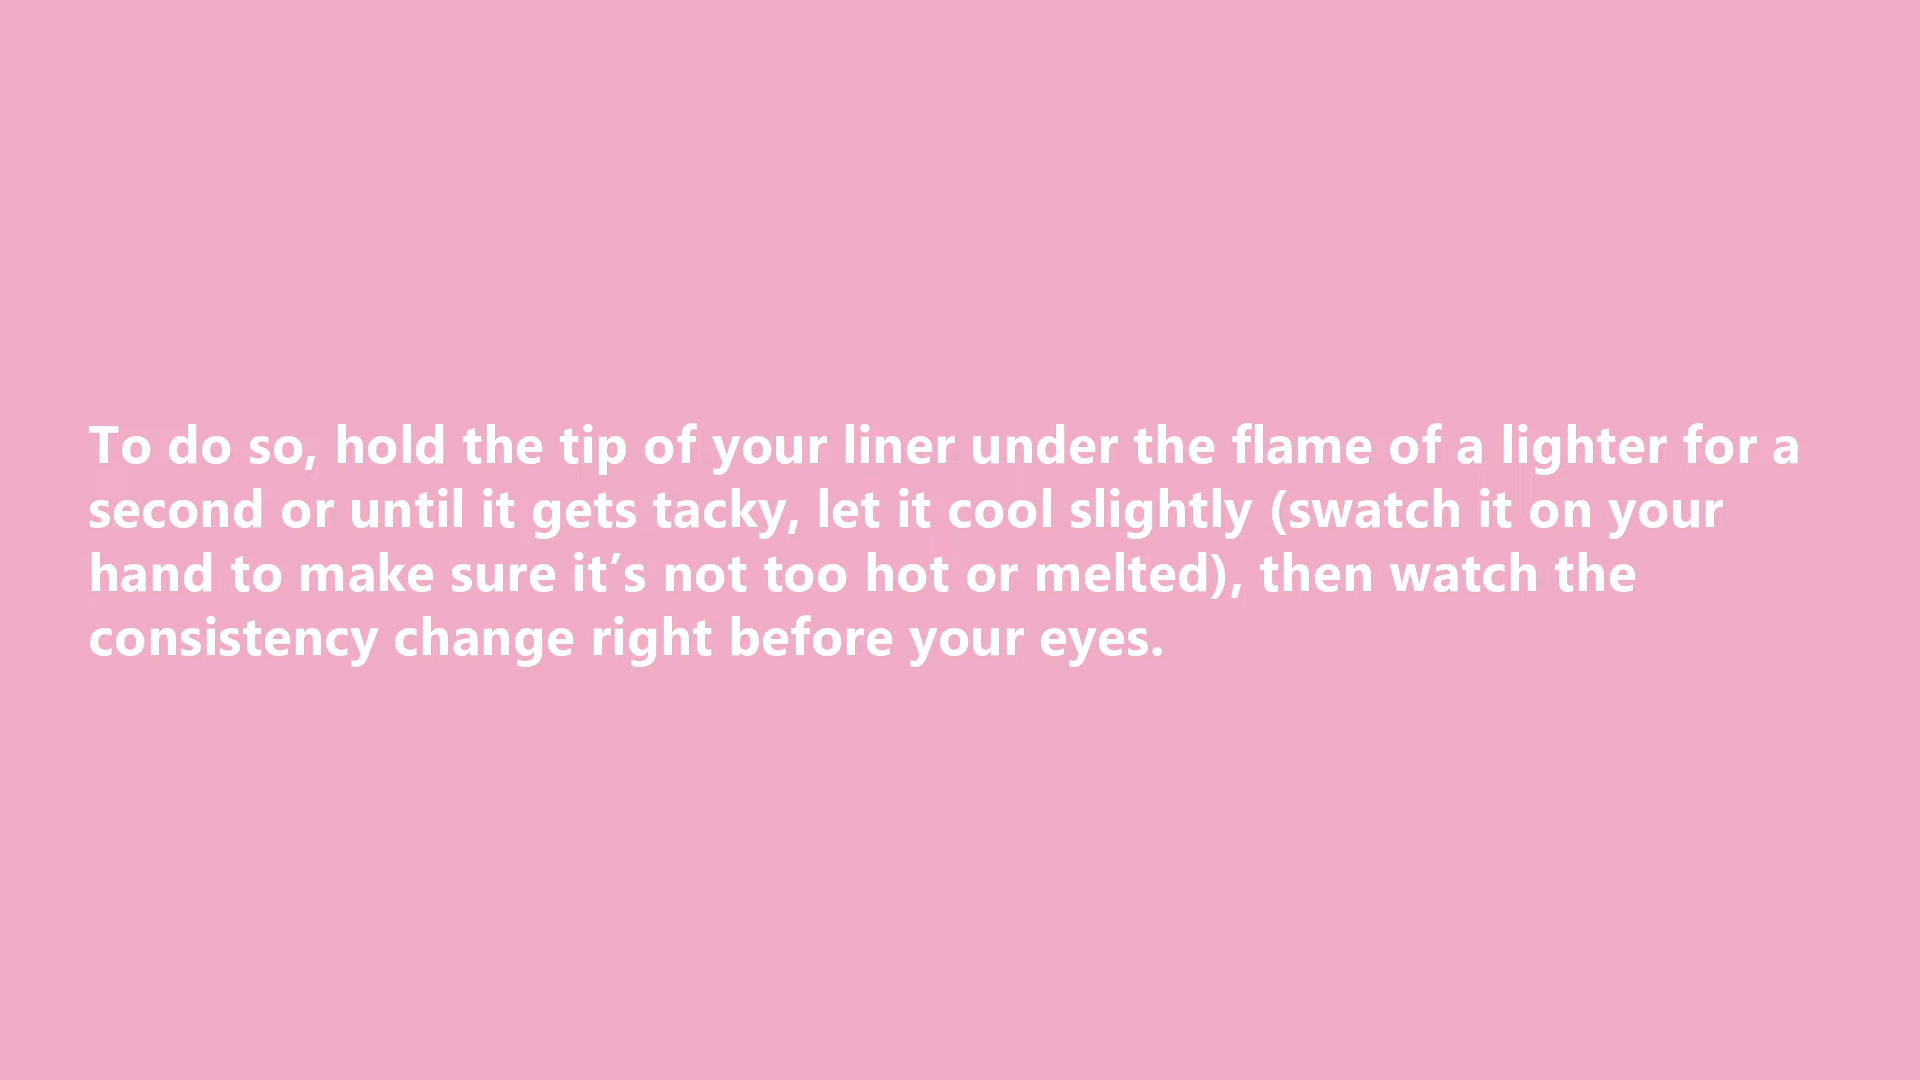 To do so, hold the tip of your liner under the flame of a lighter for a
second or until it gets tacky, let it cool slightly (swatch it on your
hand to make sure it’s not too hot or melted), then watch the
consistency change right before your eyes.